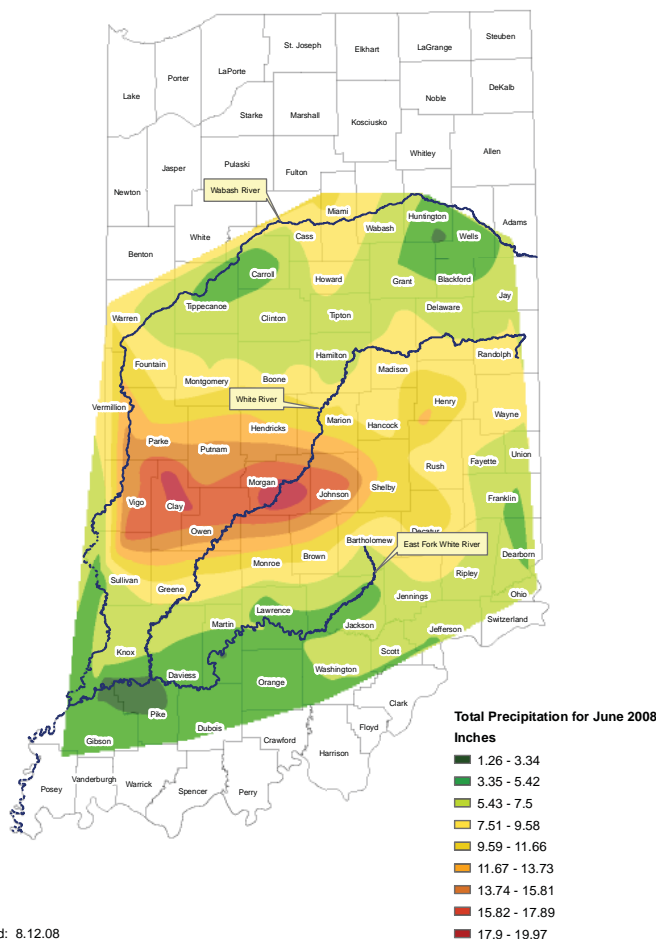 Steuben
St. Joseph
Elkhart
LaGrange
LaPorte
Porter
Lake
DeKalb
Noble
Starke
Marshall
Kosciusko
Whitley
Allen
Pulaski
Jasper
Fulton
Newton
Wabash River
Miami
Huntington
Adams
Wabash
Wells
Cass
White
Benton
Carroll
Howard
Grant
Blackford
Jay
Tippecanoe
Delaware
Warren
Clinton
Tipton
Hamilton
Randolph
Fountain
Madison
Montgomery
Boone
White River
Henry
Vermillion
Wayne
Marion
Hancock
Hendricks
Parke
Putnam
Union
Fayette
Rush
Morgan
Shelby
Johnson
Franklin
Vigo
Clay
Owen
Decatur
Bartholomew
East Fork White River
Dearborn
Brown
Monroe
Ripley
Sullivan
Greene
Ohio
Jennings
Lawrence
Switzerland
Martin
Jackson
Jefferson
Knox
Scott
Washington
Daviess
Orange
Clark
Pike
Dubois
Floyd
Gibson
Crawford
Harrison
Vanderburgh
Warrick
Posey
Spencer
Perry
Total Precipitation for June 2008
Inches
1.26 - 3.34
3.35 - 5.42
5.43 - 7.5
7.51 - 9.58
9.59 - 11.66
11.67 - 13.73
13.74 - 15.81
15.82 - 17.89
17.9 - 19.97
d: 8.12.08